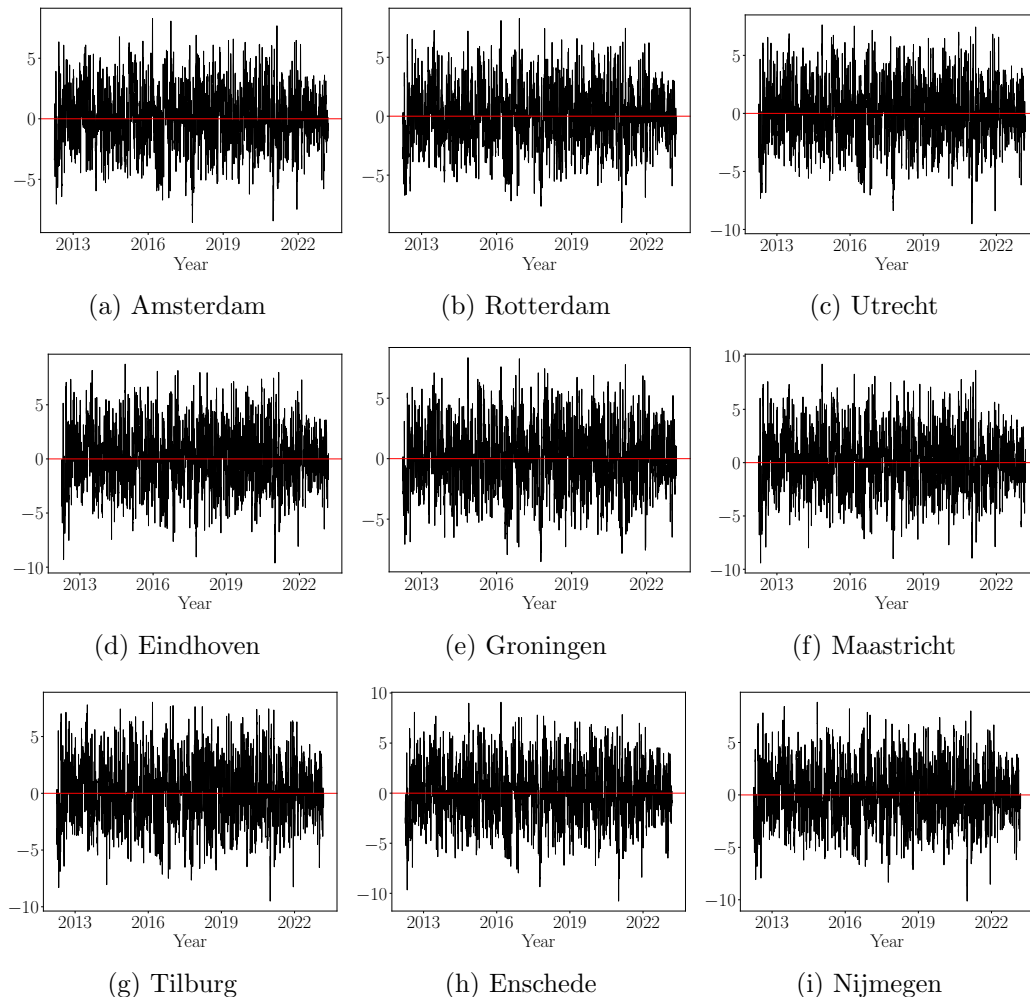 5
0
−5
2013 2016 2019 2022
Year
(a) Amsterdam
5
0
−5
2013 2016 2019 2022
Year
(b) Rotterdam
5
0
−5
−10
2013 2016 2019 2022
Year
(c) Utrecht
5
0
−5
−10
2013 2016 2019 2022
Year
(d) Eindhoven
5
0
−5
2013 2016 2019 2022
Year
(e) Groningen
10
5
0
−5
−10
2013 2016 2019 2022
Year
(f) Maastricht
5
0
−5
−10
2013 2016 2019 2022
Year
(g) Tilburg
10
5
0
−5
−10
2013 2016 2019 2022
Year
(h) Enschede
5
0
−5
−10
2013 2016 2019 2022
Year
(i) Nijmegen